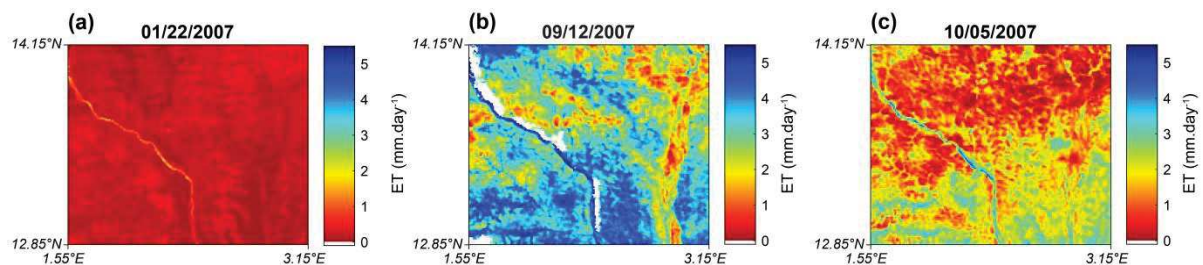 (a)
01/22/2007
14.15°N
12.85°N
1.55°E
3.15°E
5
4
3
2
1
0
ET (mm.day⁻¹)
(b)
09/12/2007
14.15°N
12.85°N
1.55°E
3.15°E
5
4
3
2
1
0
ET (mm.day⁻¹)
(c)
10/05/2007
14.15°N
12.85°N
1.55°E
3.15°E
5
4
3
2
1
0
ET (mm.day⁻¹)